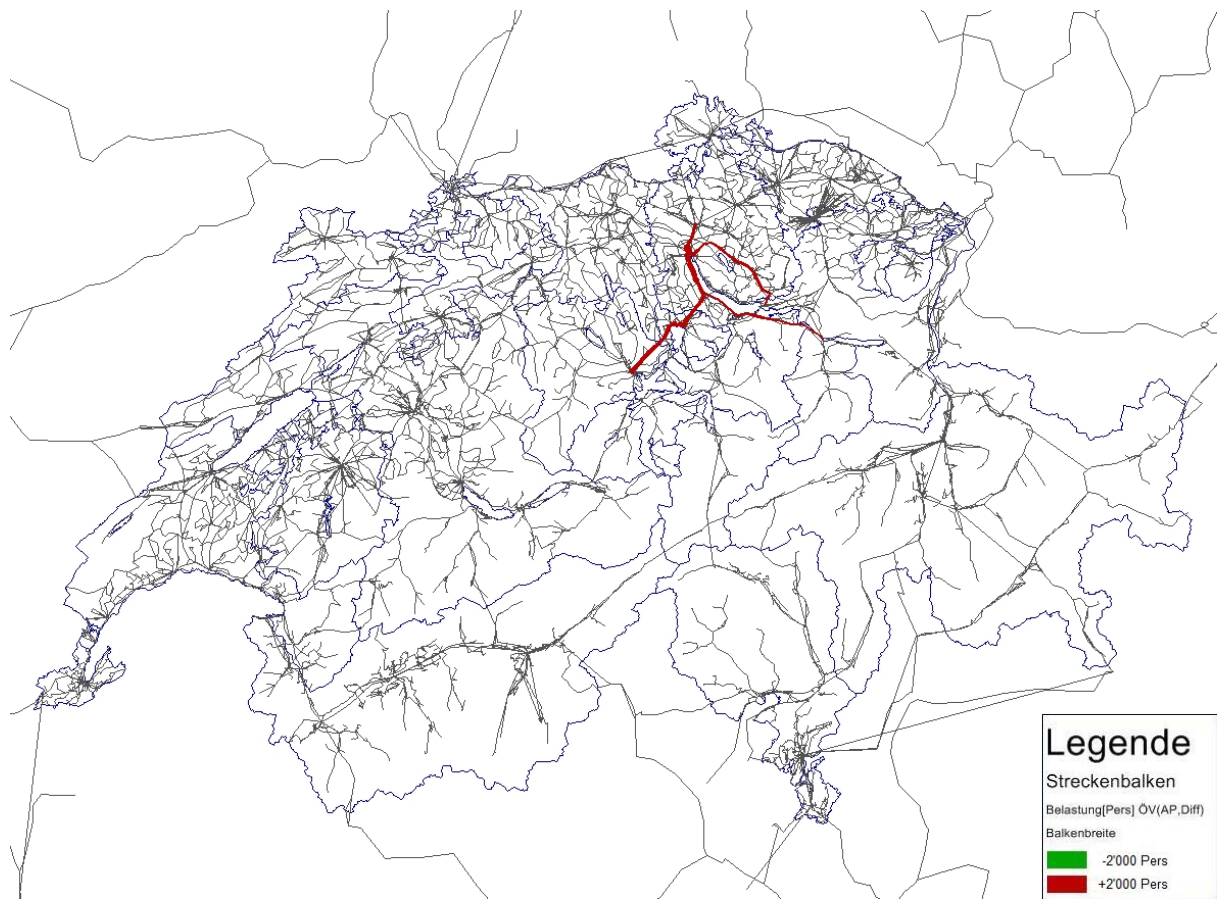 Legende
Streckenbalken
Belastung[Pers] ÖV(AP,Diff)
Balkenbreite
-2'000 Pers
+2'000 Pers